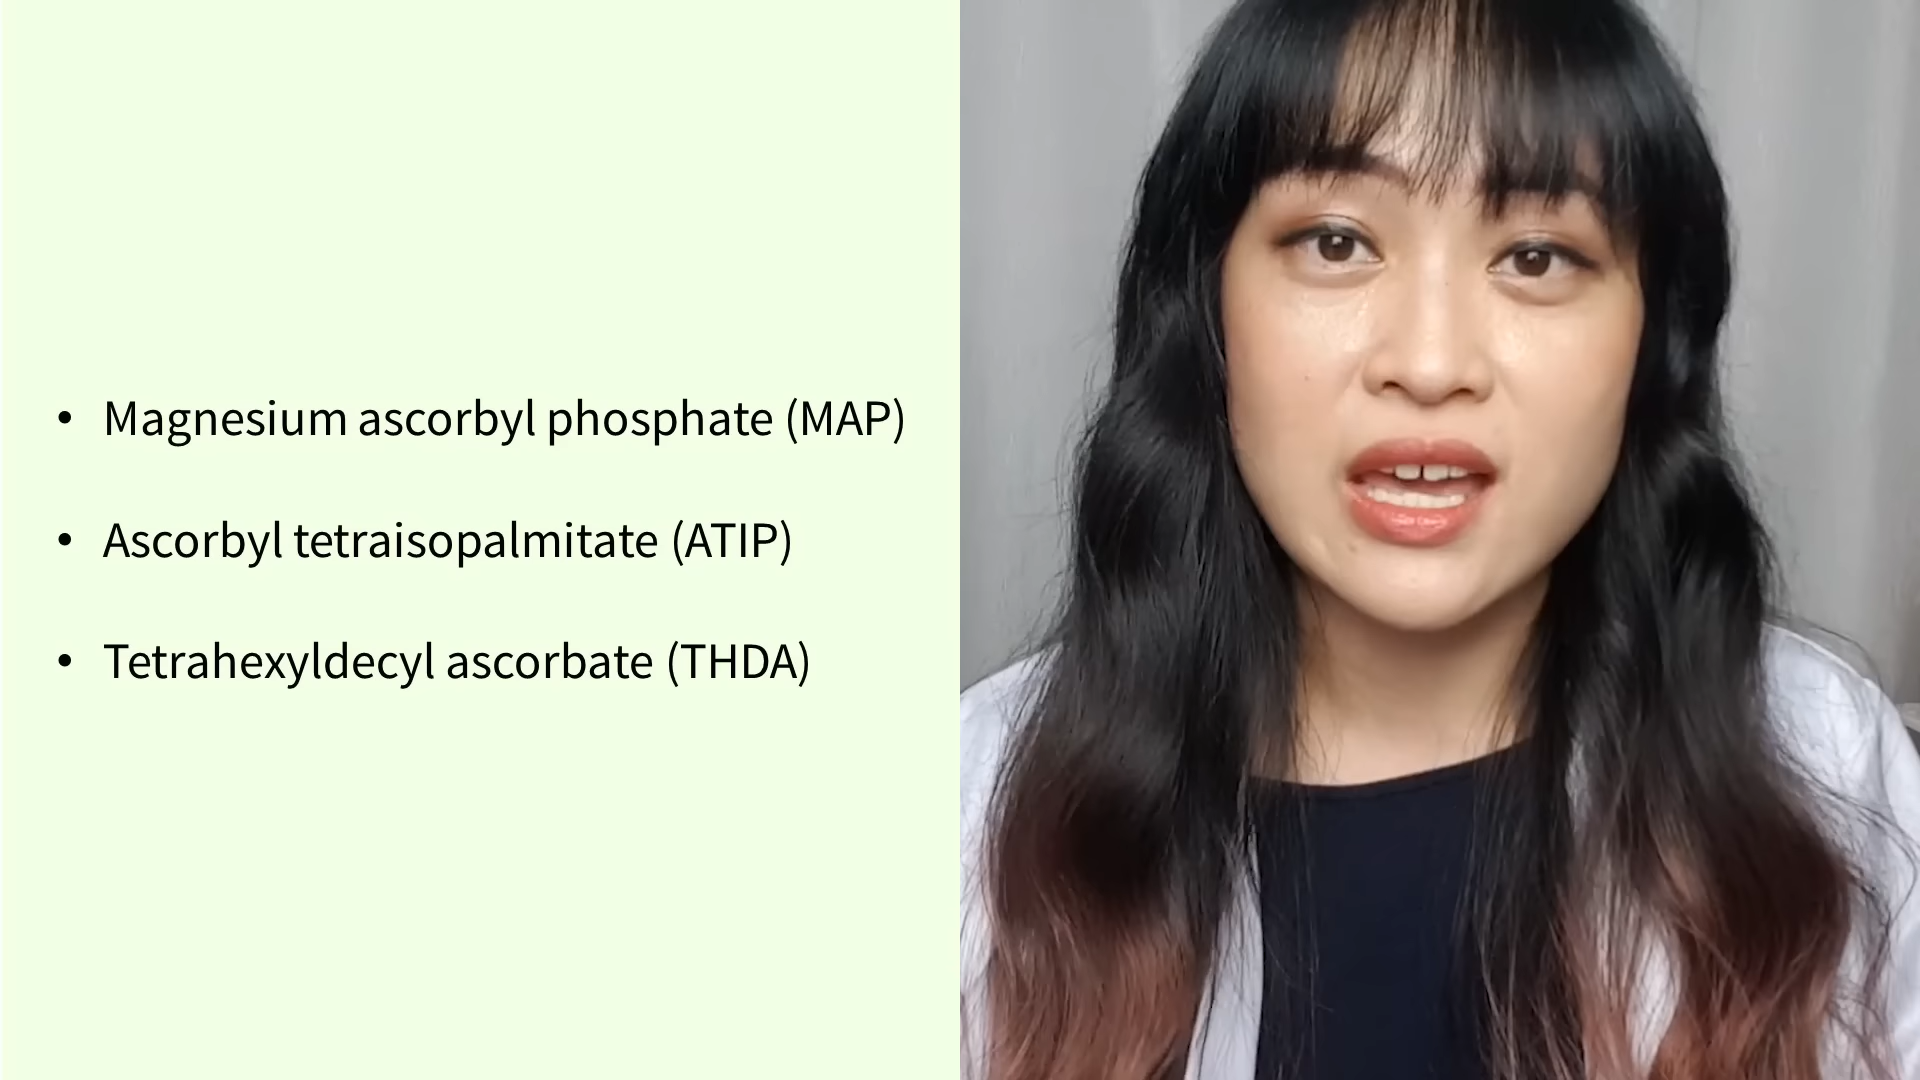 • Magnesium ascorbyl phosphate (MAP)
• Ascorbyl tetraisopalmitate (ATIP)
• Tetrahexyldecyl ascorbate (THDA)